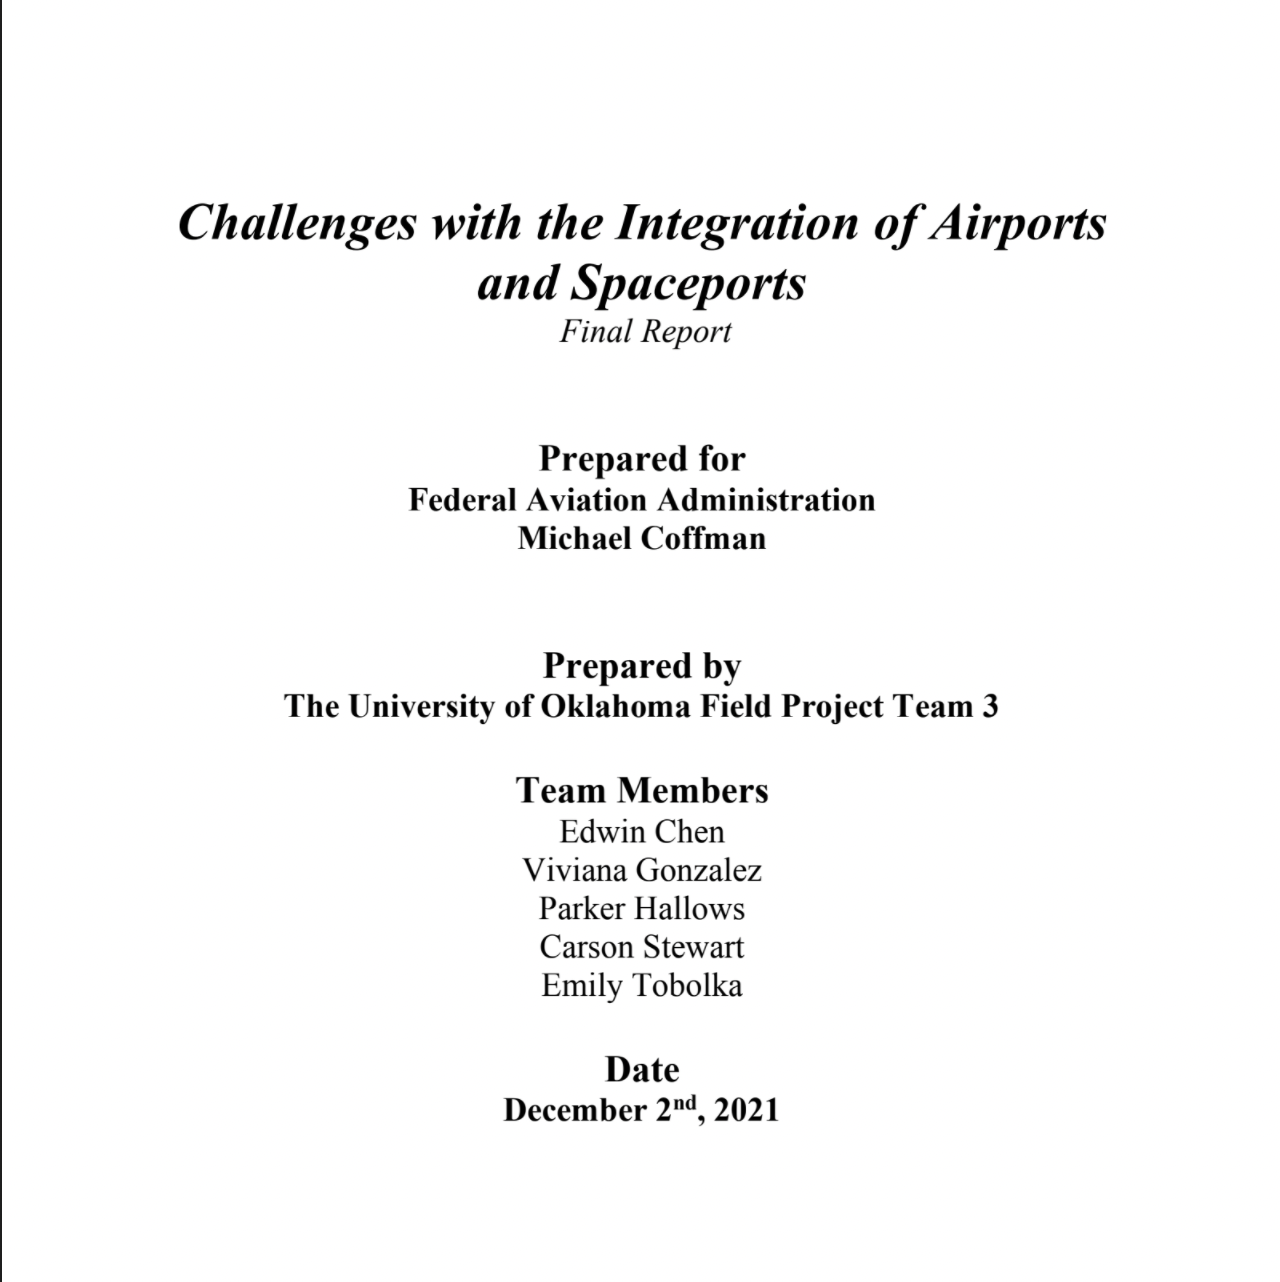 Challenges with the Integration of Airports
and Spaceports
Final Report
Prepared for
Federal Aviation Administration
Michael Coffman
Prepared by
The University of Oklahoma Field Project Team 3
Team Members
Edwin Chen
Viviana Gonzalez
Parker Hallows
Carson Stewart
Emily Tobolka
Date
December 2nd, 2021